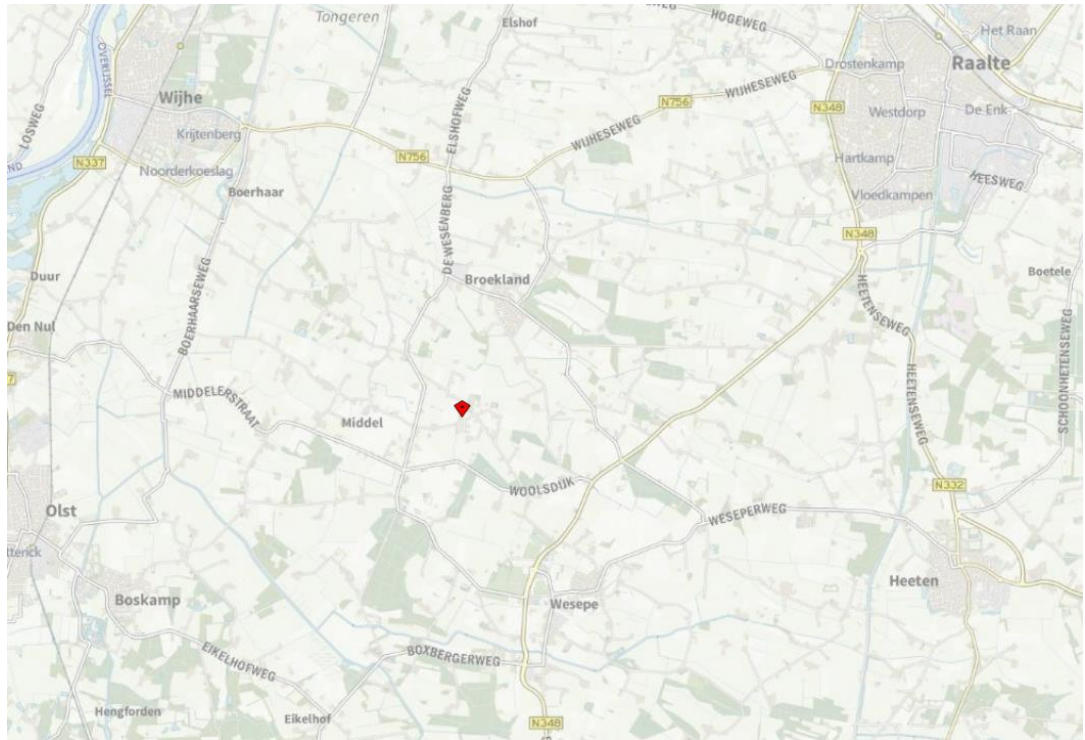 Tongeren
Elshof
HOGEWEG
Het Raan
OVERIJSSEL
Drostenkamp
Raalte
WIJHESEWEG
Wijhe
LOSWEG
N756
N348
Westdorp
De Enk
Krijtenberg
ELSHOFWEG
WIJHESEWEG
N337
Noorderkoeslag
N756
Hartkamp
HEESWEG
Boerhaar
Vloedkampen
DE WESENBERG
N348
Duur
Broekland
Boetele
HEETENSEWEG
Den Nul
BOERHAARSEWEG
HEETENSEWEG
SCHOONHETENSEWEG
MIDDELERSTRAAT
Middel
WOOLSDIJK
N332
Olst
WESEPERWEG
Heeten
Boskamp
Wesepe
EIKELHOFWEG
BOXBERGERWEG
Hengforden
Eikelhof
N348